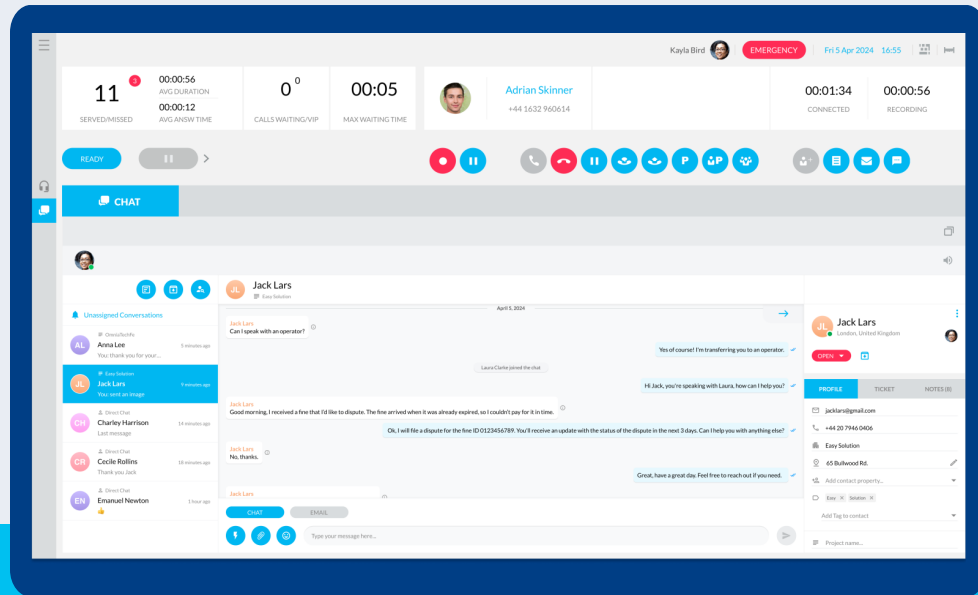 Kayla Bird
EMERGENCY
Fri 5 Apr 2024 16:55
11
3
SERVED/MISSED
00:00:56
AVG DURATION
00:00:12
AVG ANSW TIME
0 0
CALLS WAITING/VIP
00:05
MAX WAITING TIME
Adrian Skinner
+44 1632 960614
00:01:34
CONNECTED
00:00:56
RECORDING
READY
P
P
CHAT
Unassigned Conversations
AL
OmniaTechflo
Anna Lee
5 minutes ago
You: thank you for your...
JL
Easy Solution
Jack Lars
9 minutes ago
You: sent an image
CH
Direct Chat
Charley Harrison
14 minutes ago
Last message
CR
Direct Chat
Cecile Rollins
18 minutes ago
Thank you Jack
EN
Direct Chat
Emanuel Newton
1 hour ago
JL
Jack Lars
Easy Solution
April 5, 2024
Jack Lars
Can I speak with an operator?
Yes of course! I'm transferring you to an operator.
Laura Clarke joined the chat
Hi Jack, you're speaking with Laura, how can I help you?
Jack Lars
Good morning, I received a fine that I'd like to dispute. The fine arrived when it was already expired, so I couldn't pay for it in time.
Ok, I will file a dispute for the fine ID 0123456789. You'll receive an update with the status of the dispute in the next 3 days. Can I help you with anything else?
Jack Lars
No, thanks.
Great, have a great day. Feel free to reach out if you need.
Jack Lars
CHAT
EMAIL
Type your message here...
JL
Jack Lars
London, United Kingdom
OPEN
PROFILE
TICKET
NOTES (8)
jacklars@gmail.com
+44 20 7946 0406
Easy Solution
65 Bullwood Rd.
Add contact property...
Easy ×
Solution ×
Add Tag to contact
Project name...